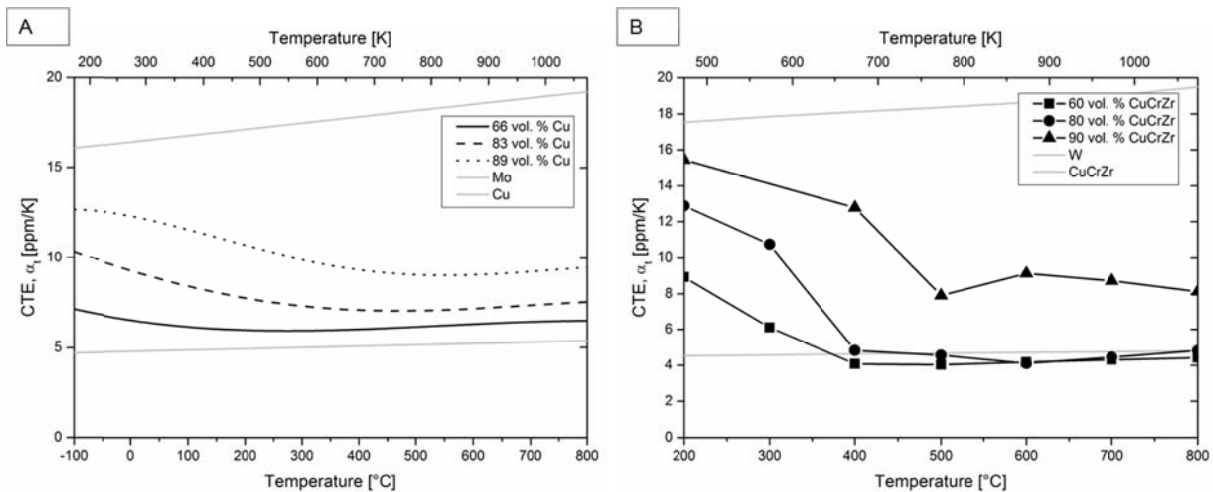 A
Temperature [K]
200 300 400 500 600 700 800 900 1000
CTE, αt [ppm/K]
20
15
10
5
0
66 vol. % Cu
83 vol. % Cu
89 vol. % Cu
Mo
Cu
-100 0 100 200 300 400 500 600 700 800
Temperature [°C]
B
Temperature [K]
500 600 700 800 900 1000
CTE, αt [ppm/K]
20
18
16
14
12
10
8
6
4
2
0
60 vol. % CuCrZr
80 vol. % CuCrZr
90 vol. % CuCrZr
W
CuCrZr
200 300 400 500 600 700 800
Temperature [°C]